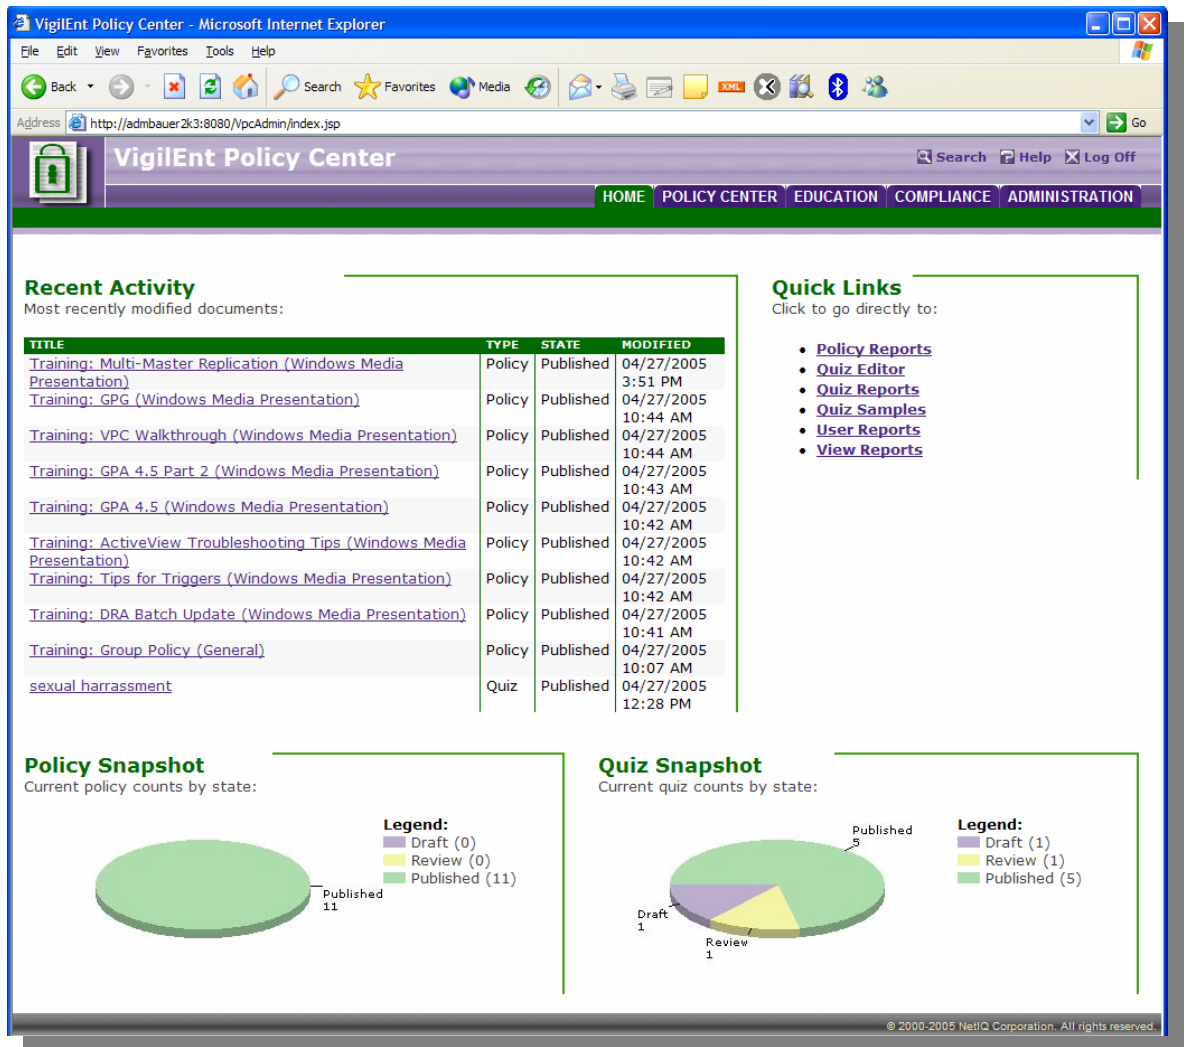 VigilEnt Policy Center - Microsoft Internet Explorer
File Edit View Favorites Tools Help
Back Search Favorites Media XML
Address http://admbauer2k3:8080/VpcAdmin/index.jsp Go
VigilEnt Policy Center
Search Help Log Off
HOME POLICY CENTER EDUCATION COMPLIANCE ADMINISTRATION
Recent Activity
Most recently modified documents:
TITLE TYPE STATE MODIFIED
Training: Multi-Master Replication (Windows Media Policy Published 04/27/2005
Presentation) 3:51 PM
Training: GPG (Windows Media Presentation) Policy Published 04/27/2005
10:44 AM
Training: VPC Walkthrough (Windows Media Presentation) Policy Published 04/27/2005
10:44 AM
Training: GPA 4.5 Part 2 (Windows Media Presentation) Policy Published 04/27/2005
10:43 AM
Training: GPA 4.5 (Windows Media Presentation) Policy Published 04/27/2005
10:42 AM
Training: ActiveView Troubleshooting Tips (Windows Media Policy Published 04/27/2005
Presentation) 10:42 AM
Training: Tips for Triggers (Windows Media Presentation) Policy Published 04/27/2005
10:42 AM
Training: DRA Batch Update (Windows Media Presentation) Policy Published 04/27/2005
10:41 AM
Training: Group Policy (General) Policy Published 04/27/2005
10:07 AM
sexual harrassment Quiz Published 04/27/2005
12:28 PM
Quick Links
Click to go directly to:
Policy Reports
Quiz Editor
Quiz Reports
Quiz Samples
User Reports
View Reports
Policy Snapshot
Current policy counts by state:
Published
11
Legend:
Draft (0)
Review (0)
Published (11)
Quiz Snapshot
Current quiz counts by state:
Published
5
Draft
1
Review
1
Legend:
Draft (1)
Review (1)
Published (5)
© 2000-2005 NetIQ Corporation. All rights reserved.